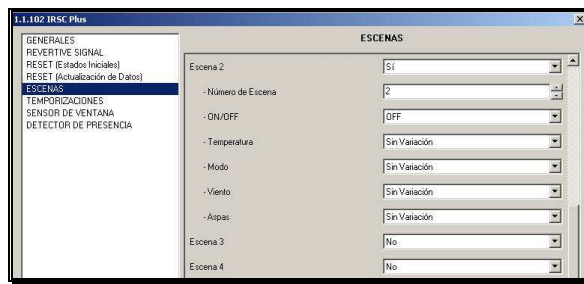 1.1.102 IRSC Plus
GENERALES
REVERTIVE SIGNAL
RESET (Estados Iniciales)
RESET (Actualización de Datos)
ESCENAS
TEMPORIZACIONES
SENSOR DE VENTANA
DETECTOR DE PRESENCIA
ESCENAS
Escena 2 Sí
- Número de Escena 2
- ON/OFF OFF
- Temperatura Sin Variación
- Modo Sin Variación
- Viento Sin Variación
- Aspas Sin Variación
Escena 3 No
Escena 4 No